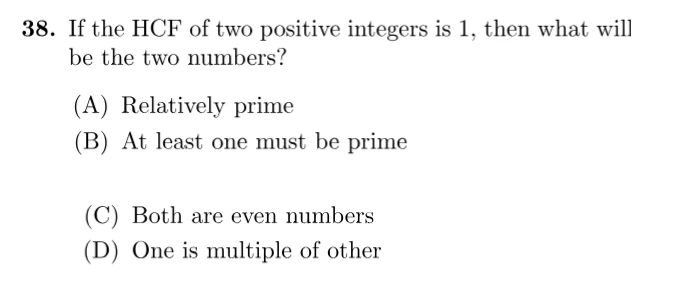 38. If the HCF of two positive integers is 1, then what will
be the two numbers?
(A) Relatively prime
(B) At least one must be prime
(C) Both are even numbers
(D) One is multiple of other